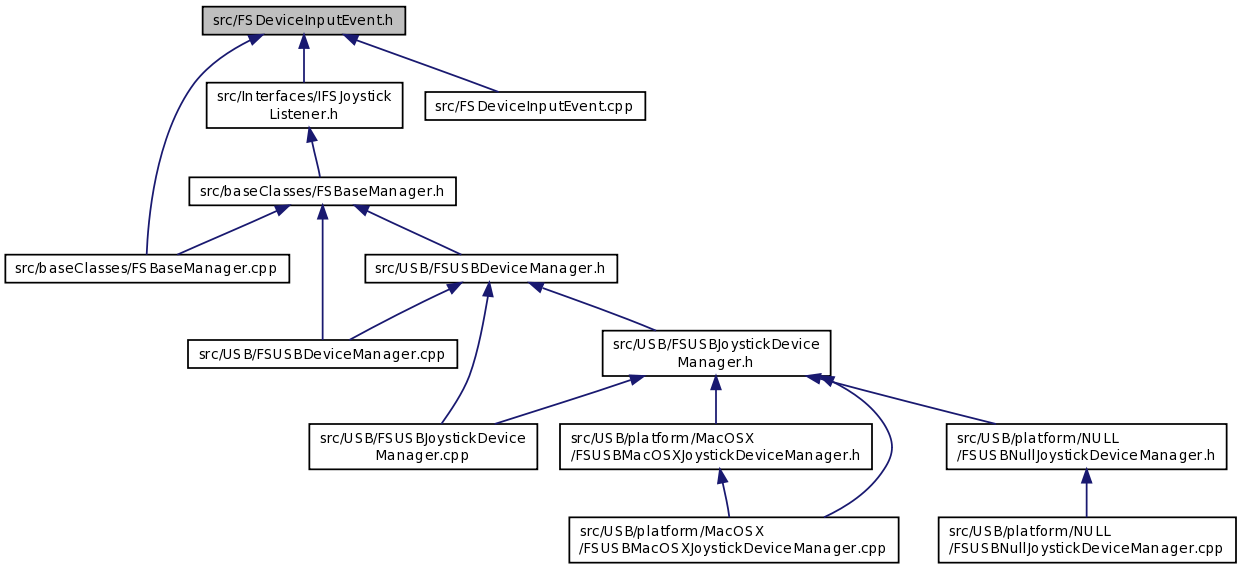 src/FSDeviceInputEvent.h
src/Interfaces/IFSJoystick
Listener.h
src/FSDeviceInputEvent.cpp
src/baseClasses/FSBaseManager.h
src/baseClasses/FSBaseManager.cpp
src/USB/FSUSBDeviceManager.h
src/USB/FSUSBDeviceManager.cpp
src/USB/FSUSBJoystickDevice
Manager.h
src/USB/FSUSBJoystickDevice
Manager.cpp
src/USB/platform/MacOSX
/FSUSBMacOSXJoystickDeviceManager.h
src/USB/platform/NULL
/FSUSBNullJoystickDeviceManager.h
src/USB/platform/MacOSX
/FSUSBMacOSXJoystickDeviceManager.cpp
src/USB/platform/NULL
/FSUSBNullJoystickDeviceManager.cpp